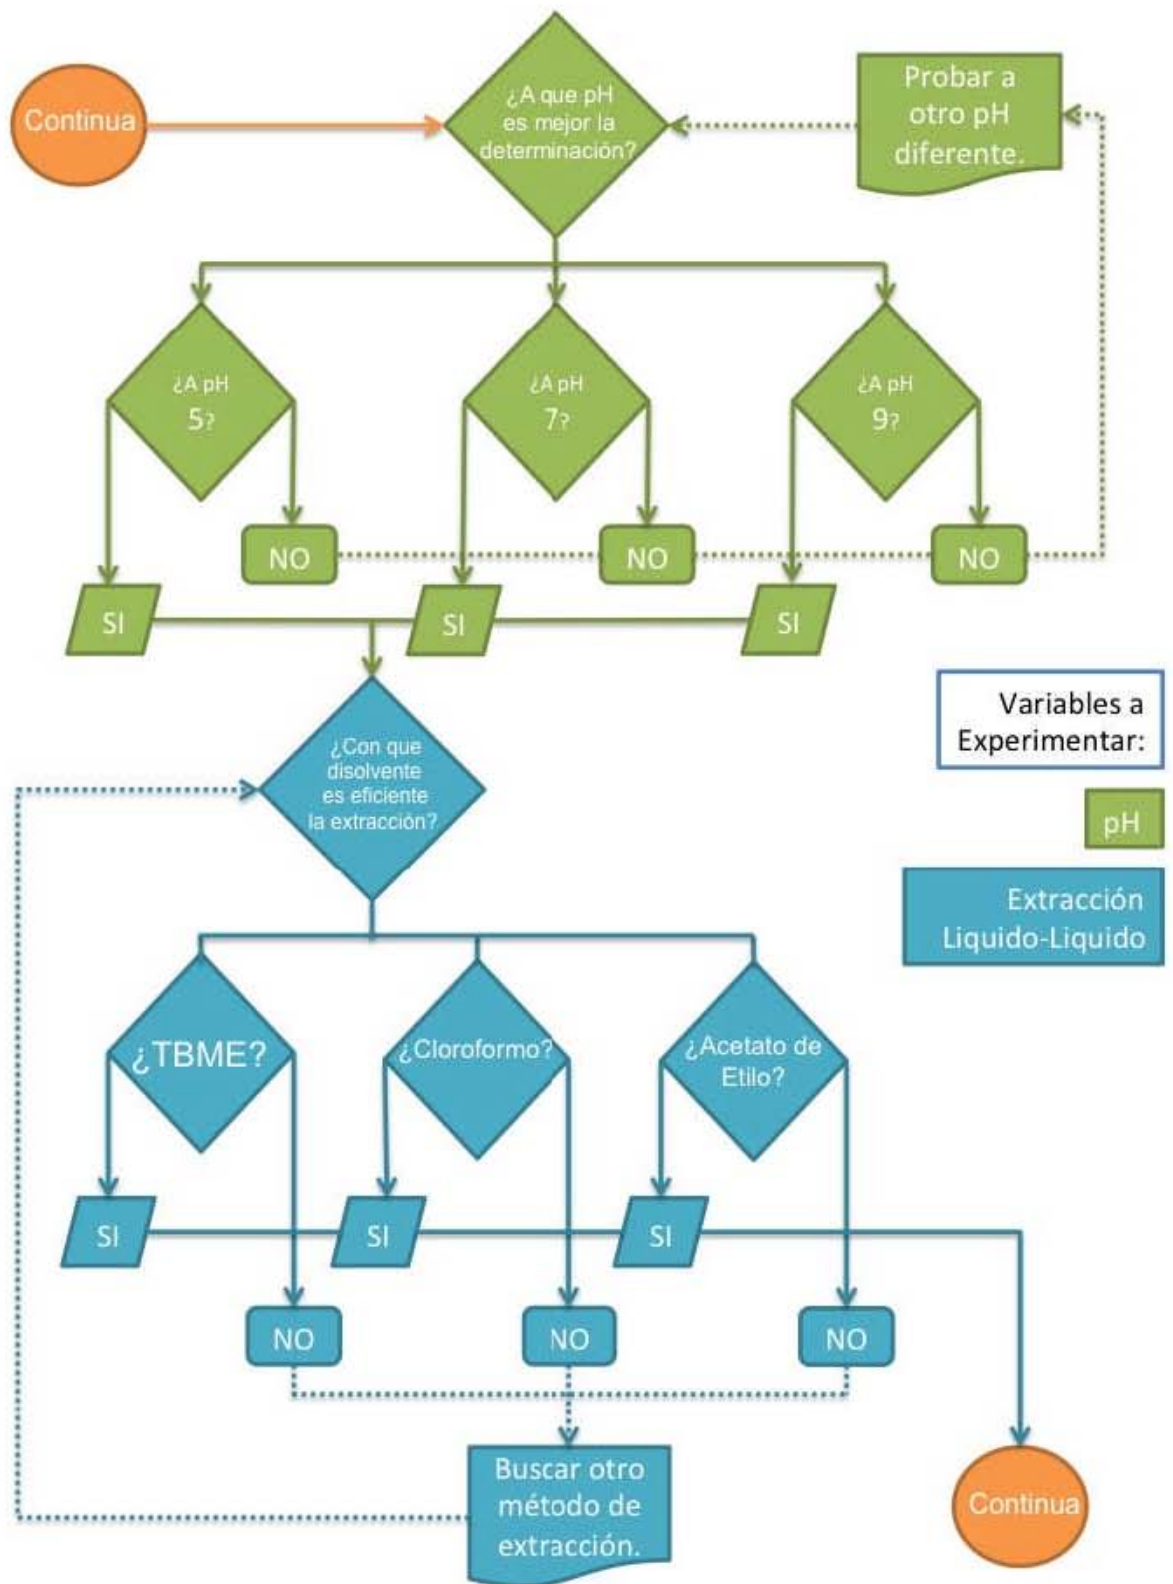 Continua
¿A que pH
es mejor la
determinación?
Probar a
otro pH
diferente.
¿A pH
5?
¿A pH
7?
¿A pH
9?
NO
NO
NO
SI
SI
SI
Variables a
Experimentar:
pH
Extracción
Liquido-Liquido
¿Con que
disolvente
es eficiente
la extracción?
¿TBME?
¿Cloroformo?
¿Acetato de
Etilo?
SI
SI
SI
NO
NO
NO
Buscar otro
método de
extracción.
Continua